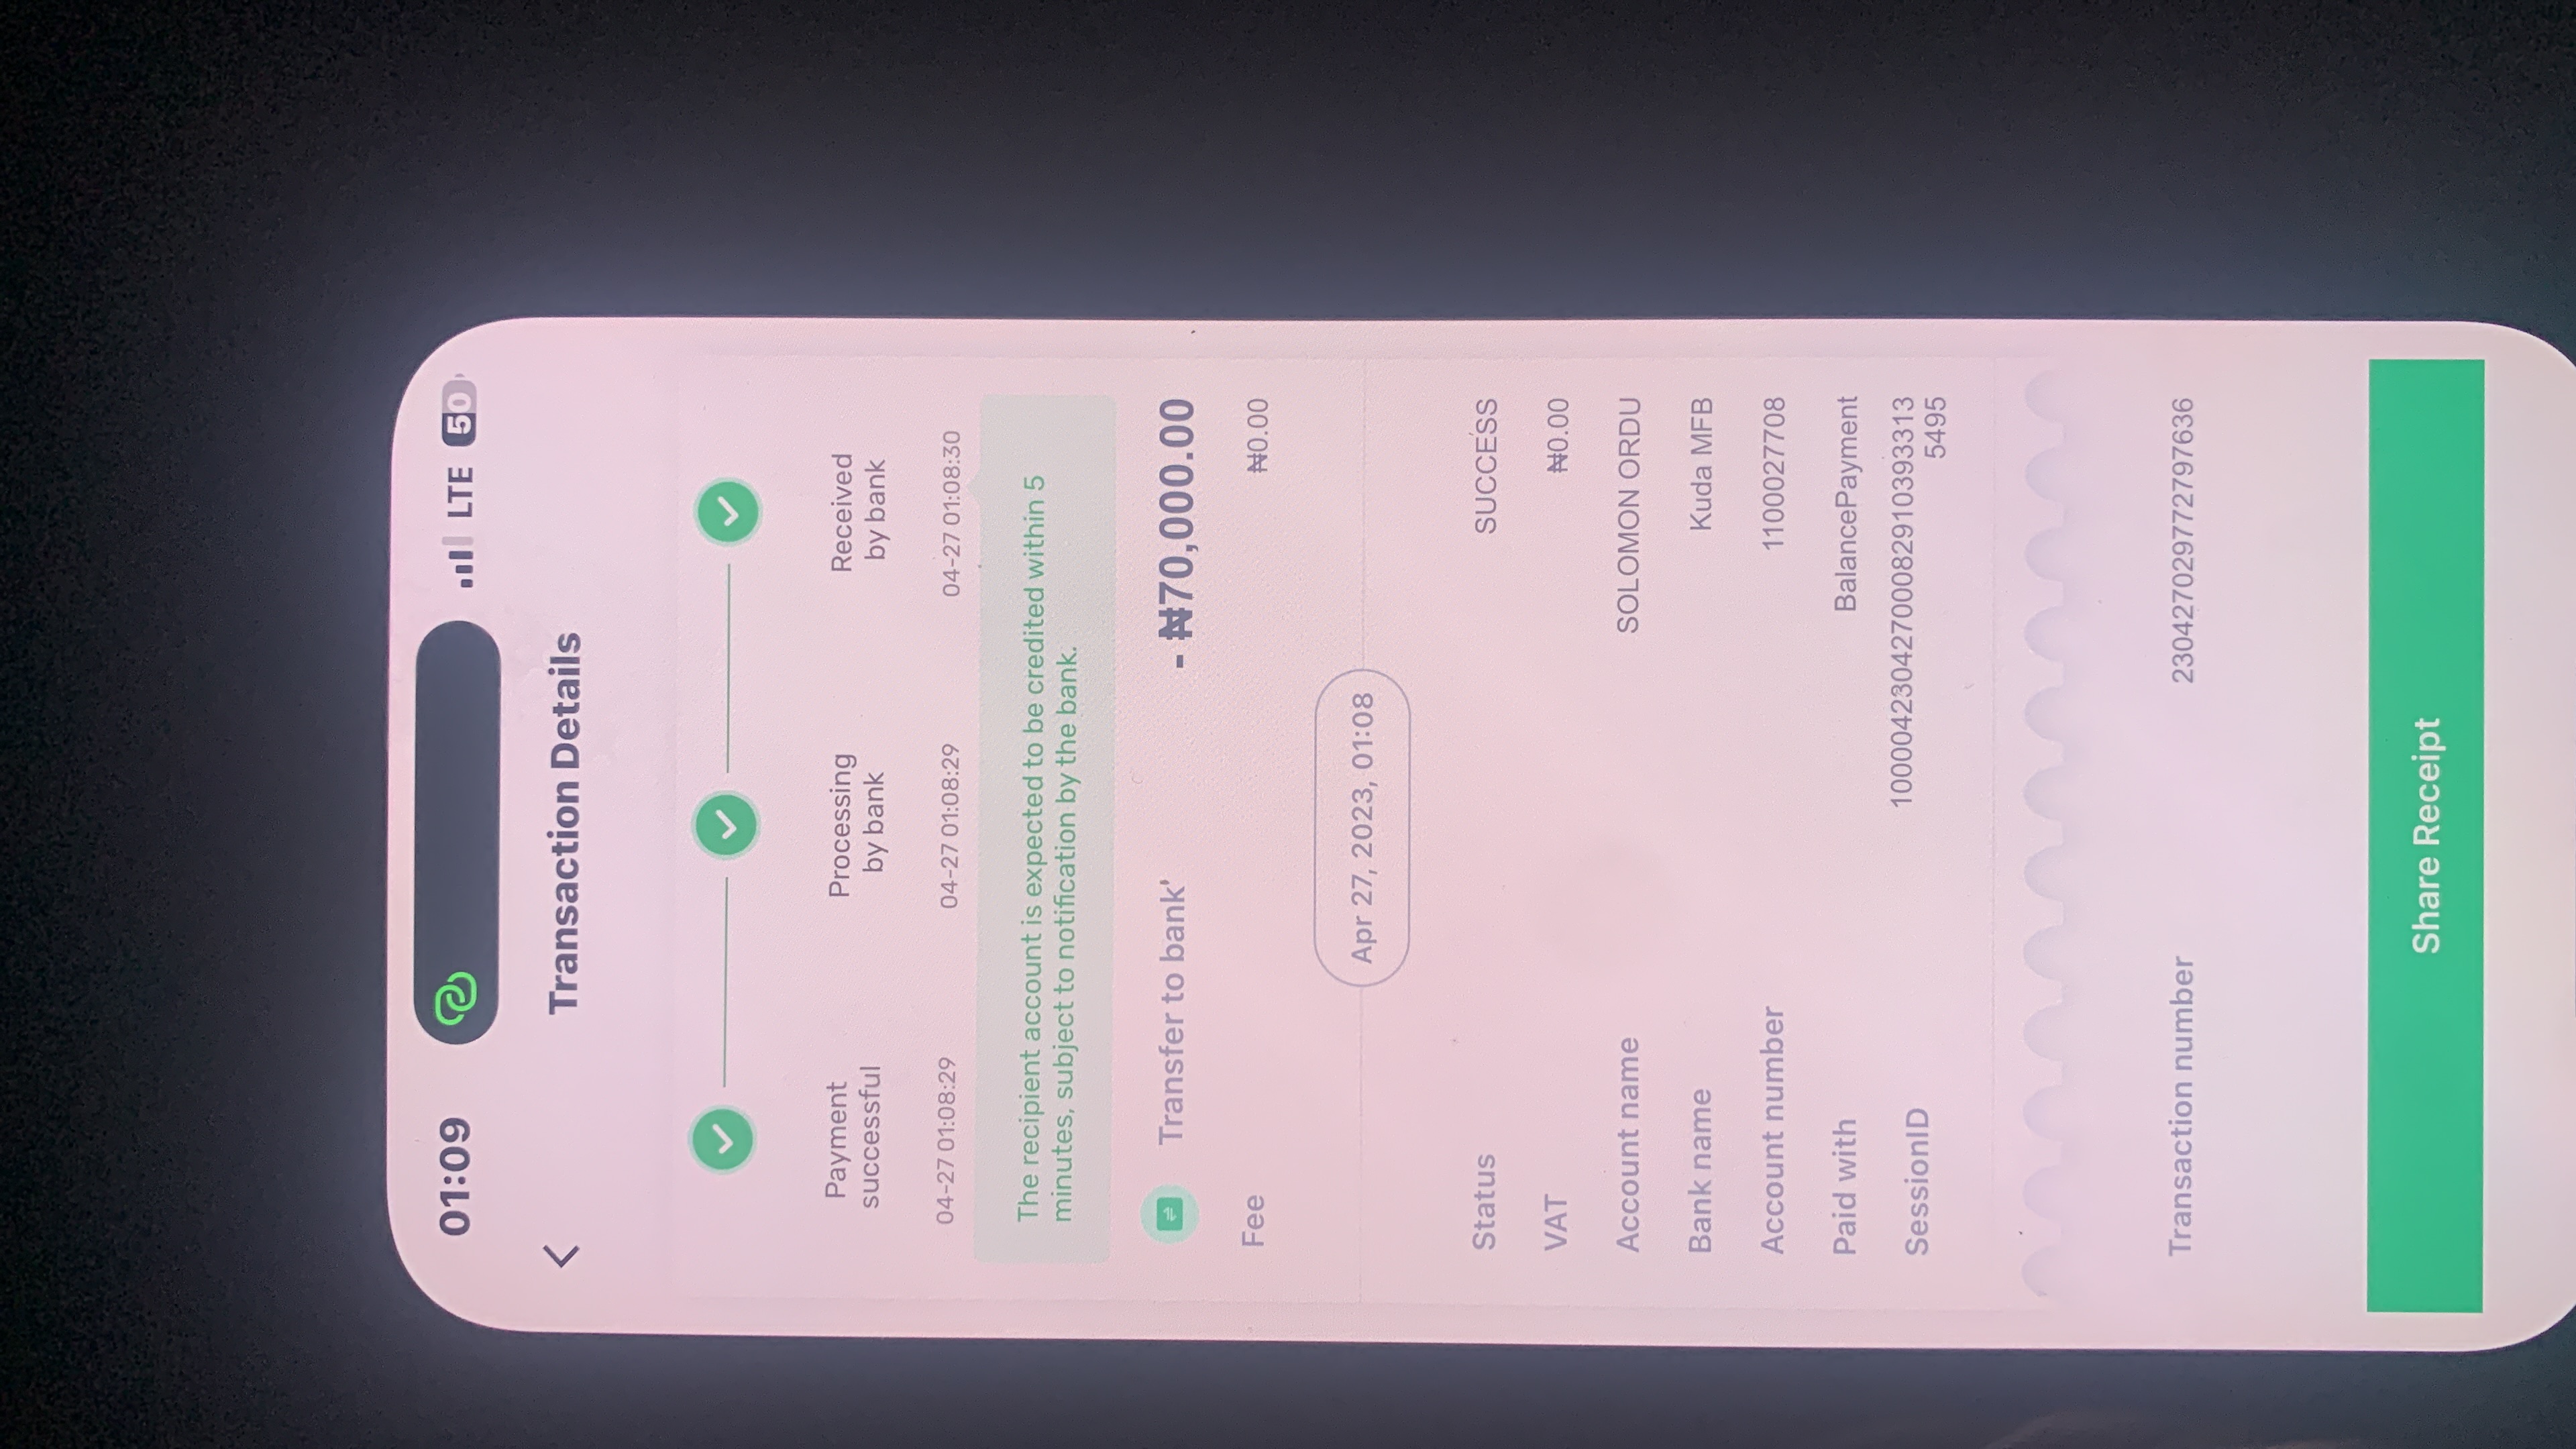 01:09 LTE 50
Transaction Details
Payment successful
Processing by bank
Received by bank
04-27 01:08:29 04-27 01:08:29 04-27 01:08:30
The recipient account is expected to be credited within 5
minutes, subject to notification by the bank.
Transfer to bank' - ₦70,000.00
Fee ₦0.00
Apr 27, 2023, 01:08
Status SUCCESS
VAT ₦0.00
Account name SOLOMON ORDU
Bank name Kuda MFB
Account number 1100027708
Paid with BalancePayment
SessionID 10000423042700082910393313
5495
Transaction number 230427029772797636
Share Receipt